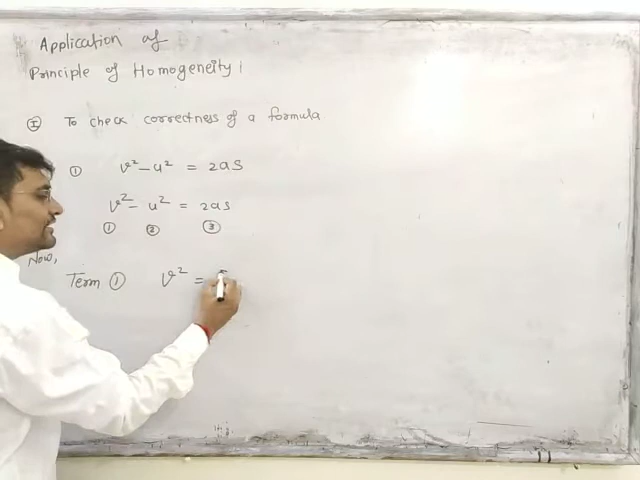 Application of
Principle of Homogeneity :
Ⓘ To check correctness of a formula
① v² - u² = 2as
v² - u² = 2as
① ② ③
Now,
Term ① v² =